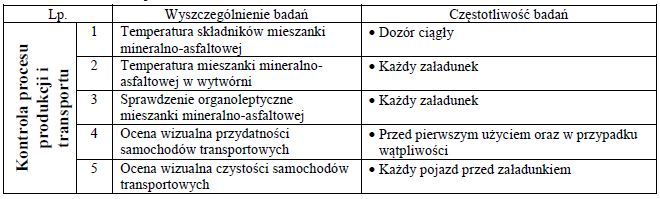 Lp. Wyszczególnienie badań Częstotliwość badań
Kontrola procesu
produkcji i
transportu
1 Temperatura składników mieszanki • Dozór ciągły
mineralno-asfaltowej
2 Temperatura mieszanki mineralno- • Każdy załadunek
asfaltowej w wytwórni
3 Sprawdzenie organoleptyczne • Każdy załadunek
mieszanki mineralno-asfaltowej
4 Ocena wizualna przydatności • Przed pierwszym użyciem oraz w przypadku
samochodów transportowych wątpliwości
5 Ocena wizualna czystości samochodów • Każdy pojazd przed załadunkiem
transportowych